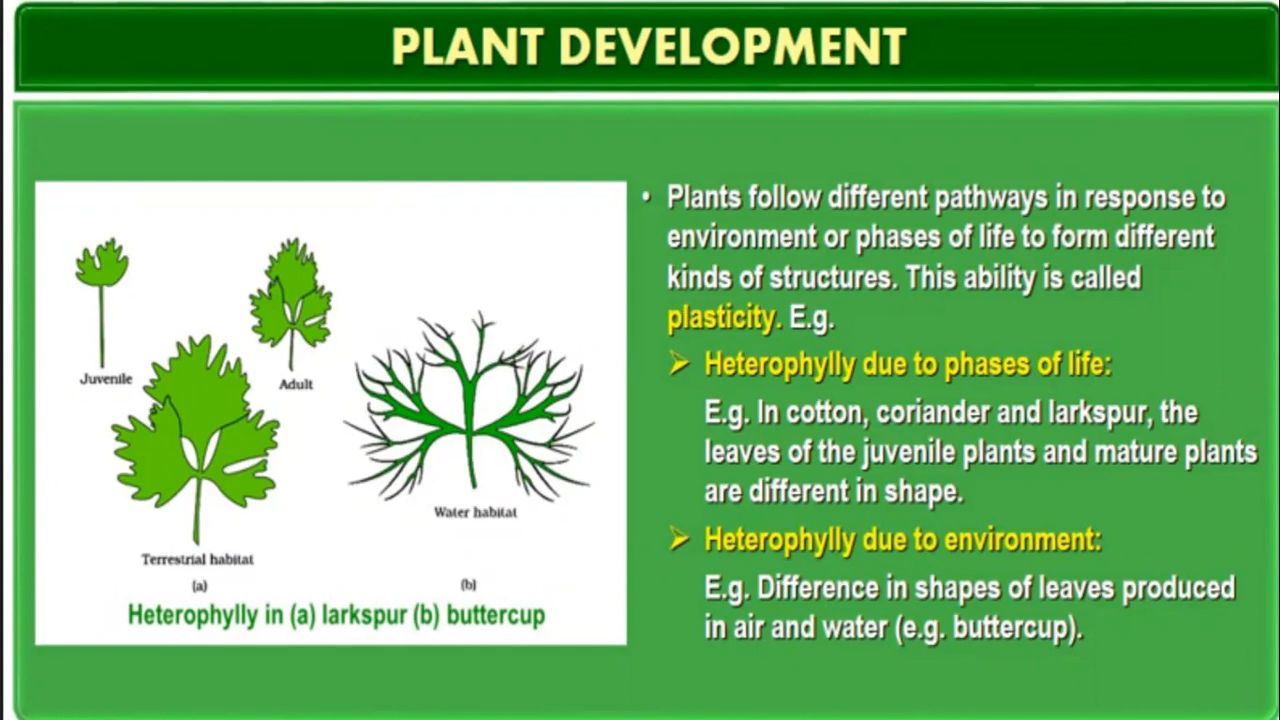 PLANT DEVELOPMENT
Juvenile
Adult
Terrestrial habitat
Water habitat
(a)
(b)
Heterophylly in (a) larkspur (b) buttercup
• Plants follow different pathways in response to
environment or phases of life to form different
kinds of structures. This ability is called
plasticity. E.g.
➢ Heterophylly due to phases of life:
E.g. In cotton, coriander and larkspur, the
leaves of the juvenile plants and mature plants
are different in shape.
➢ Heterophylly due to environment:
E.g. Difference in shapes of leaves produced
in air and water (e.g. buttercup).